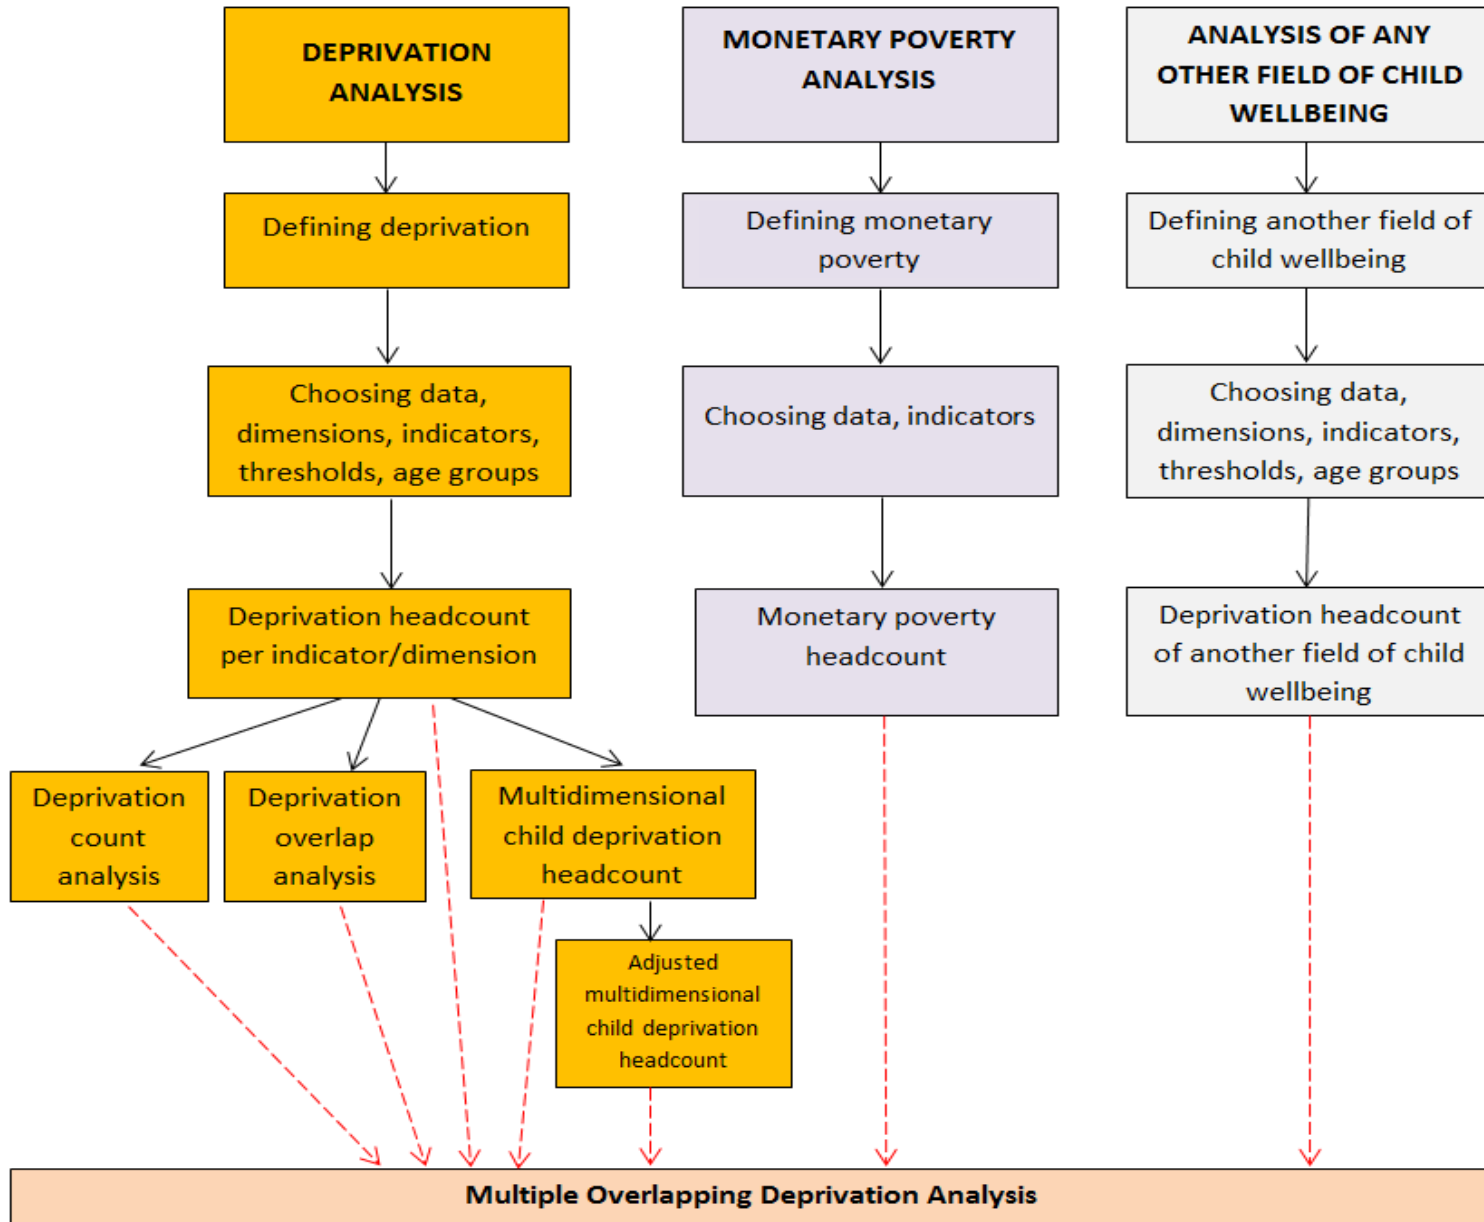 DEPRIVATION
ANALYSIS
MONETARY POVERTY
ANALYSIS
ANALYSIS OF ANY
OTHER FIELD OF CHILD
WELLBEING
Defining deprivation
Defining monetary
poverty
Defining another field of
child wellbeing
Choosing data,
dimensions, indicators,
thresholds, age groups
Choosing data, indicators
Choosing data,
dimensions, indicators,
thresholds, age groups
Deprivation headcount
per indicator/dimension
Monetary poverty
headcount
Deprivation headcount
of another field of child
wellbeing
Deprivation
count
analysis
Deprivation
overlap
analysis
Multidimensional
child deprivation
headcount
Adjusted
multidimensional
child deprivation
headcount
Multiple Overlapping Deprivation Analysis